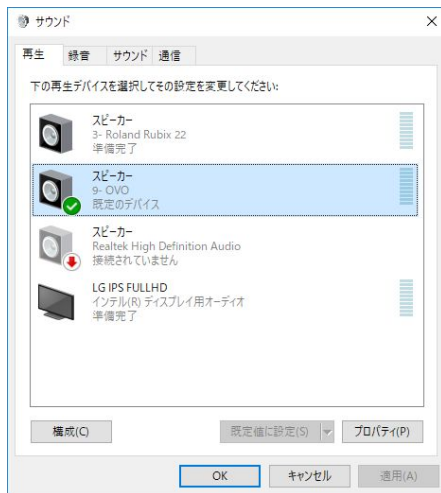 サウンド
再生 録音 サウンド 通信
下の再生デバイスを選択してその設定を変更してください:
スピーカー
3- Roland Rubix 22
準備完了
スピーカー
9- OVO
既定のデバイス
スピーカー
Realtek High Definition Audio
接続されていません
LG IPS FULLHD
インテル(R) ディスプレイ用オーディオ
準備完了
構成(C) 既定値に設定(S) プロパティ(P)
OK キャンセル 適用(A)